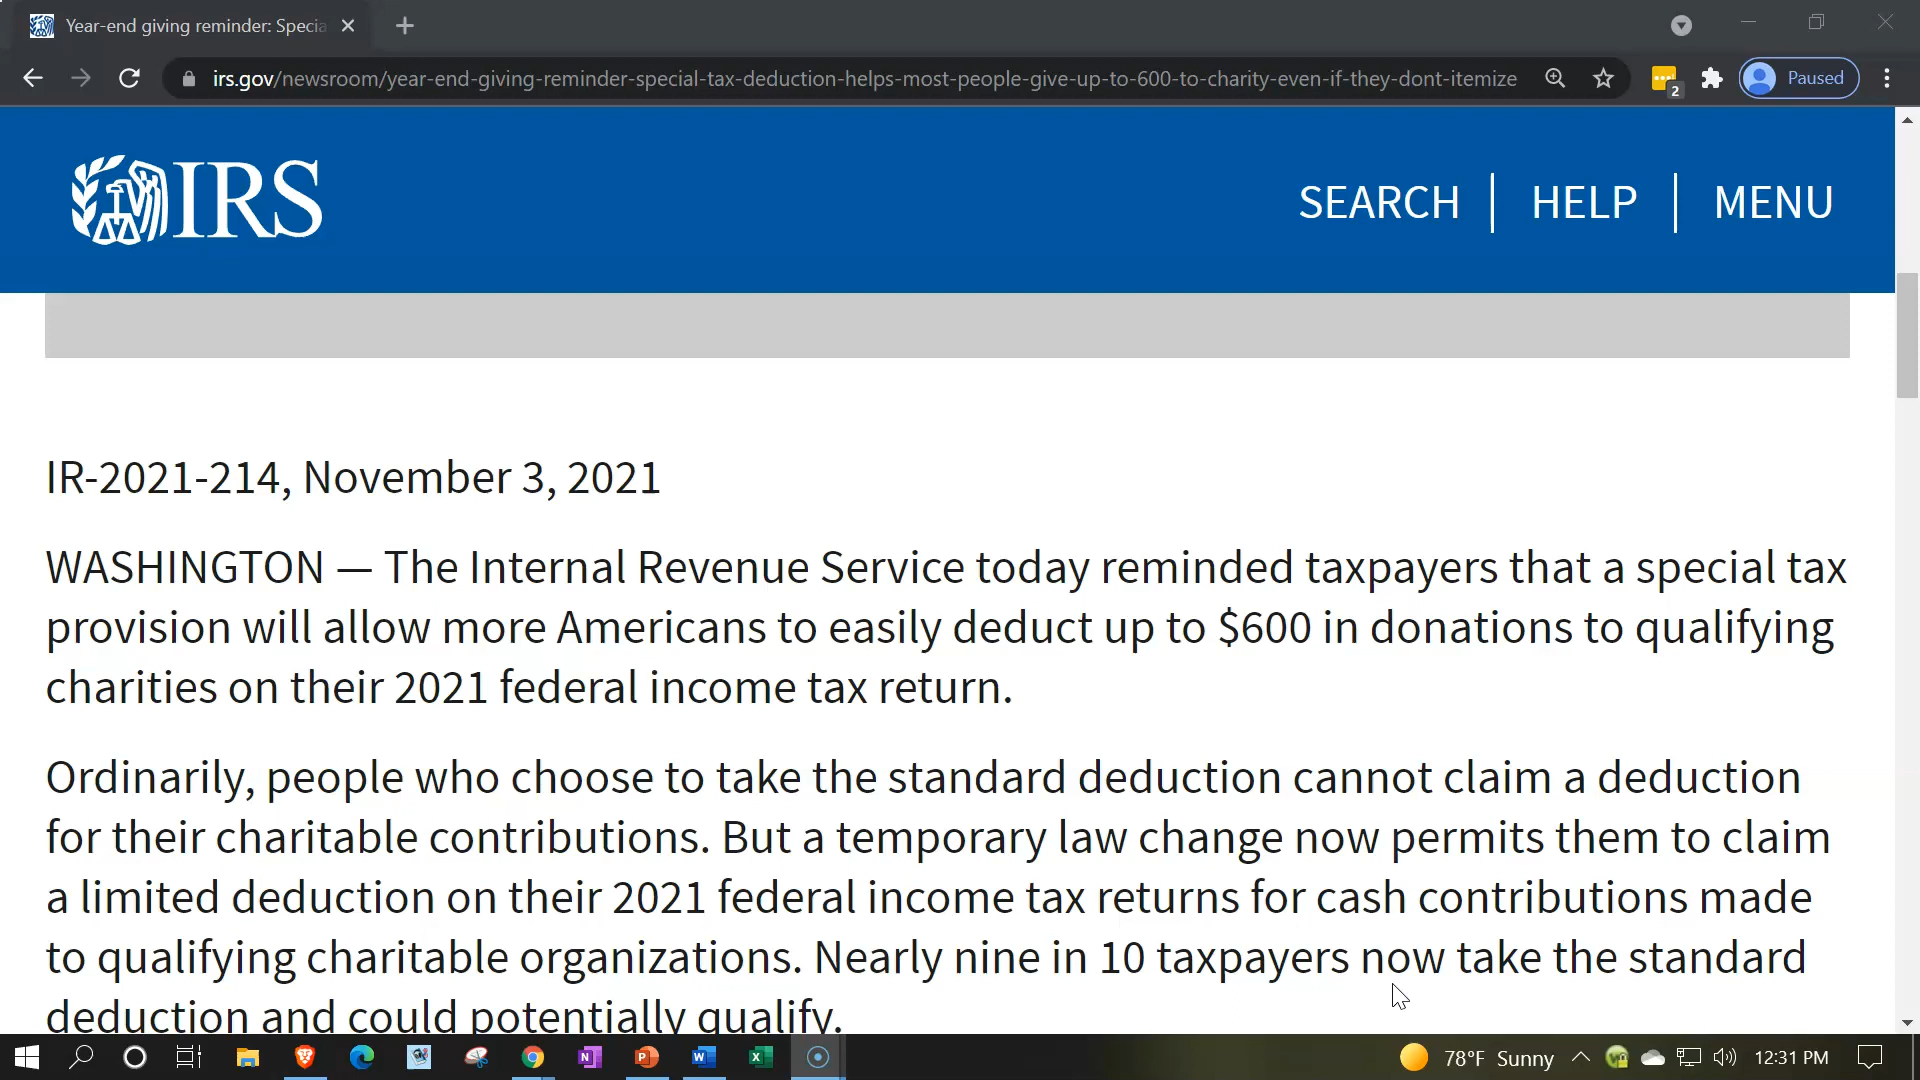 Year-end giving reminder: Specia
irs.gov/newsroom/year-end-giving-reminder-special-tax-deduction-helps-most-people-give-up-to-600-to-charity-even-if-they-dont-itemize
2
Paused
IRS
SEARCH
HELP
MENU
IR-2021-214, November 3, 2021
WASHINGTON — The Internal Revenue Service today reminded taxpayers that a special tax
provision will allow more Americans to easily deduct up to $600 in donations to qualifying
charities on their 2021 federal income tax return.
Ordinarily, people who choose to take the standard deduction cannot claim a deduction
for their charitable contributions. But a temporary law change now permits them to claim
a limited deduction on their 2021 federal income tax returns for cash contributions made
to qualifying charitable organizations. Nearly nine in 10 taxpayers now take the standard
deduction and could potentially qualify.
78°F Sunny
12:31 PM